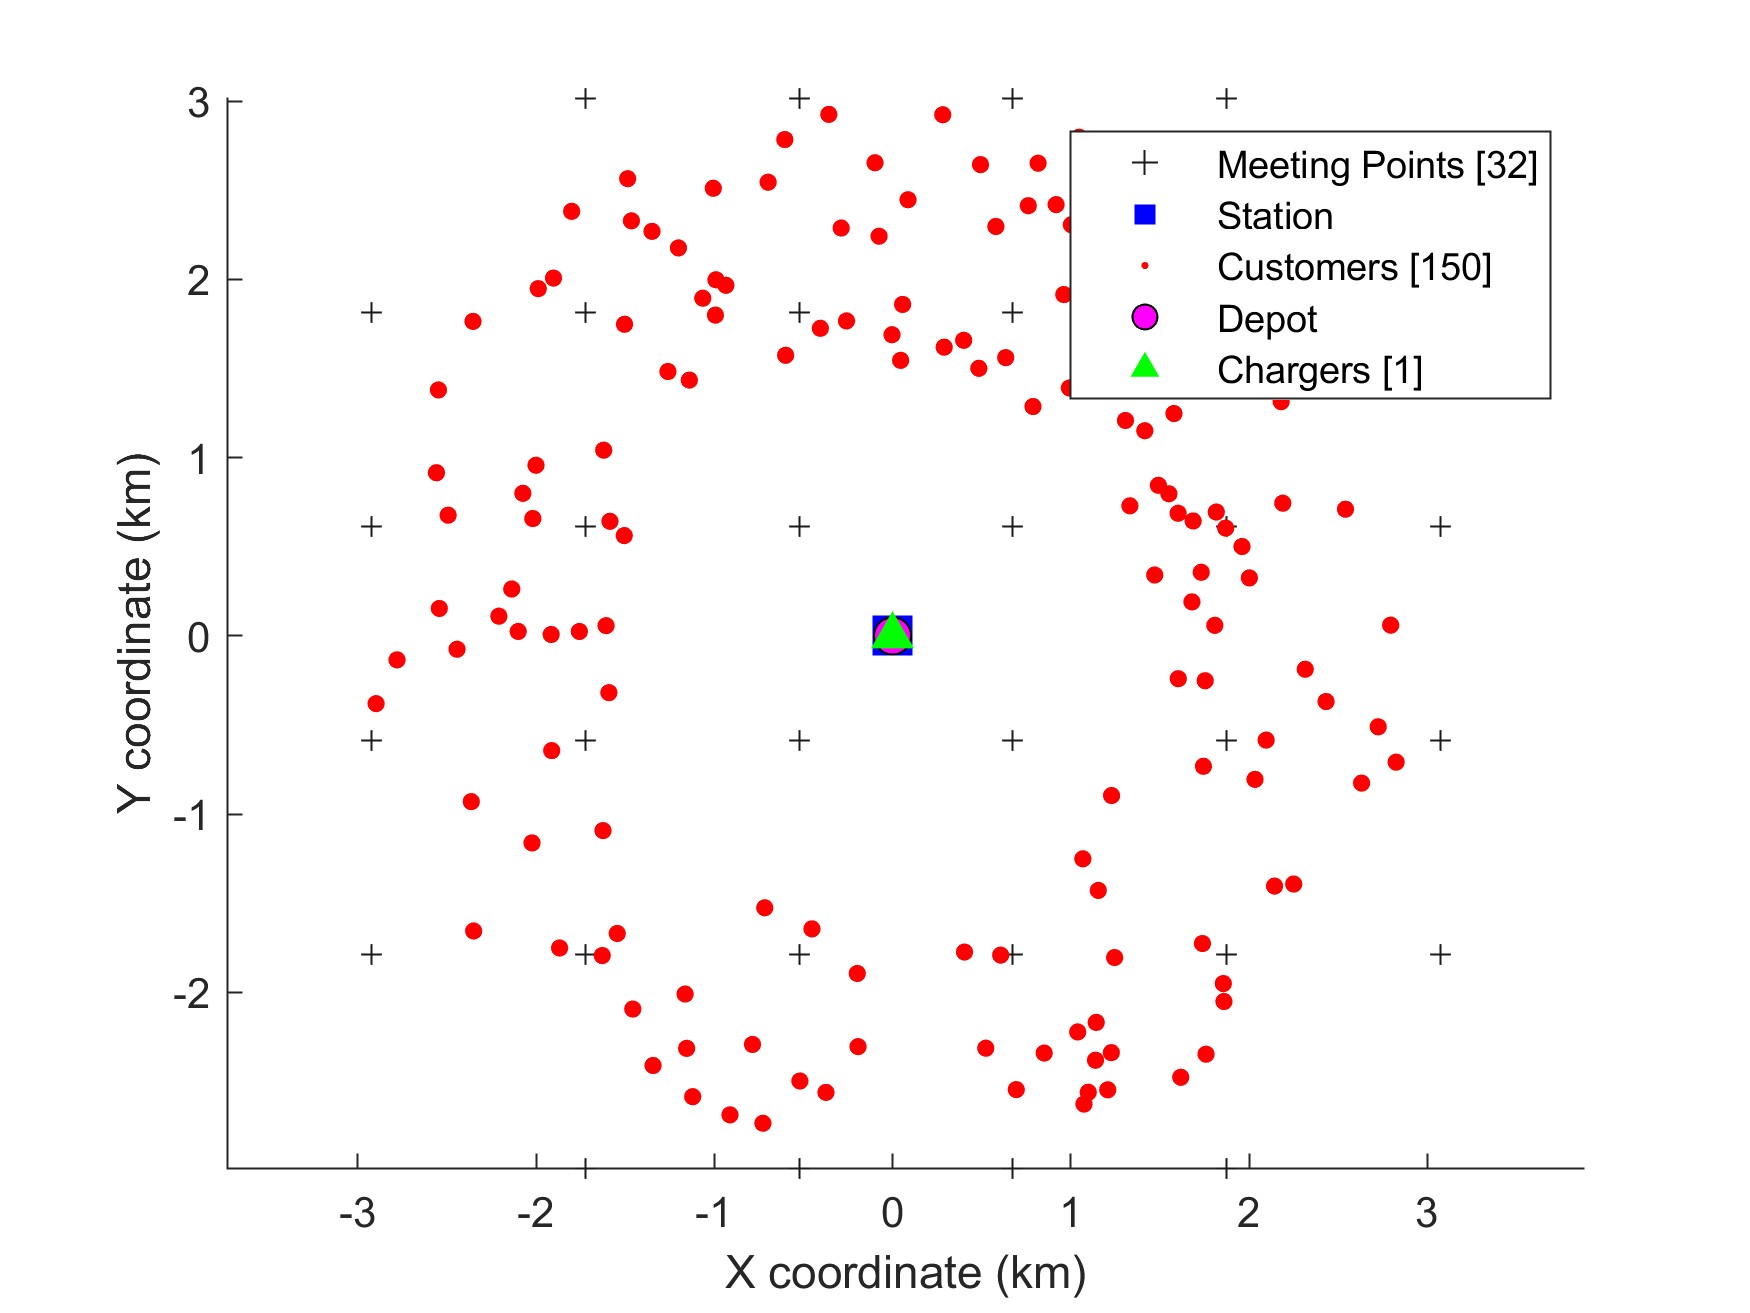 3
2
1
0
-1
-2
Y coordinate (km)
Meeting Points [32]
Station
Customers [150]
Depot
Chargers [1]
-3 -2 -1 0 1 2 3
X coordinate (km)